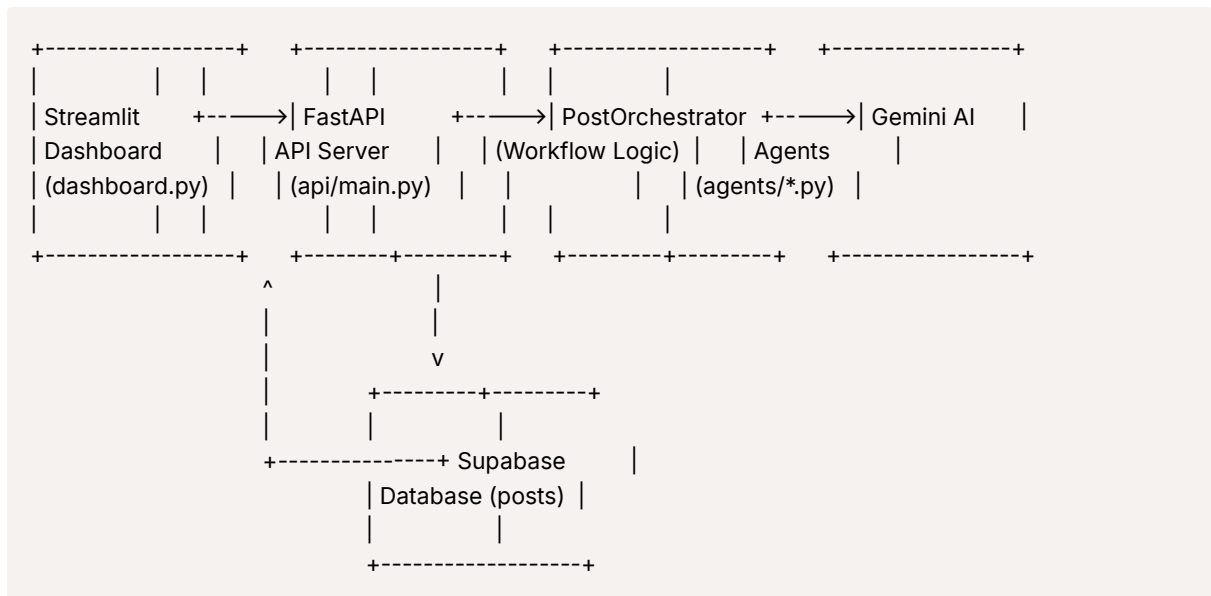 +-------------------+ +-------------------+ +---------------------+ +--------------------+
| | | | | | | |
| Streamlit +--——>| FastAPI +--——>| PostOrchestrator +--——>| Gemini AI |
| Dashboard | | API Server | | (Workflow Logic) | | Agents |
| (dashboard.py) | | (api/main.py) | | | | (agents/*.py) |
| | | | | | | |
+-------------------+ +---------+----------+ +----------+----------+ +-------------------+
^ |
| |
| v
| +----------+----------+
| | |
+----------------+ Supabase |
| Database (posts) |
| |
+--------------------+